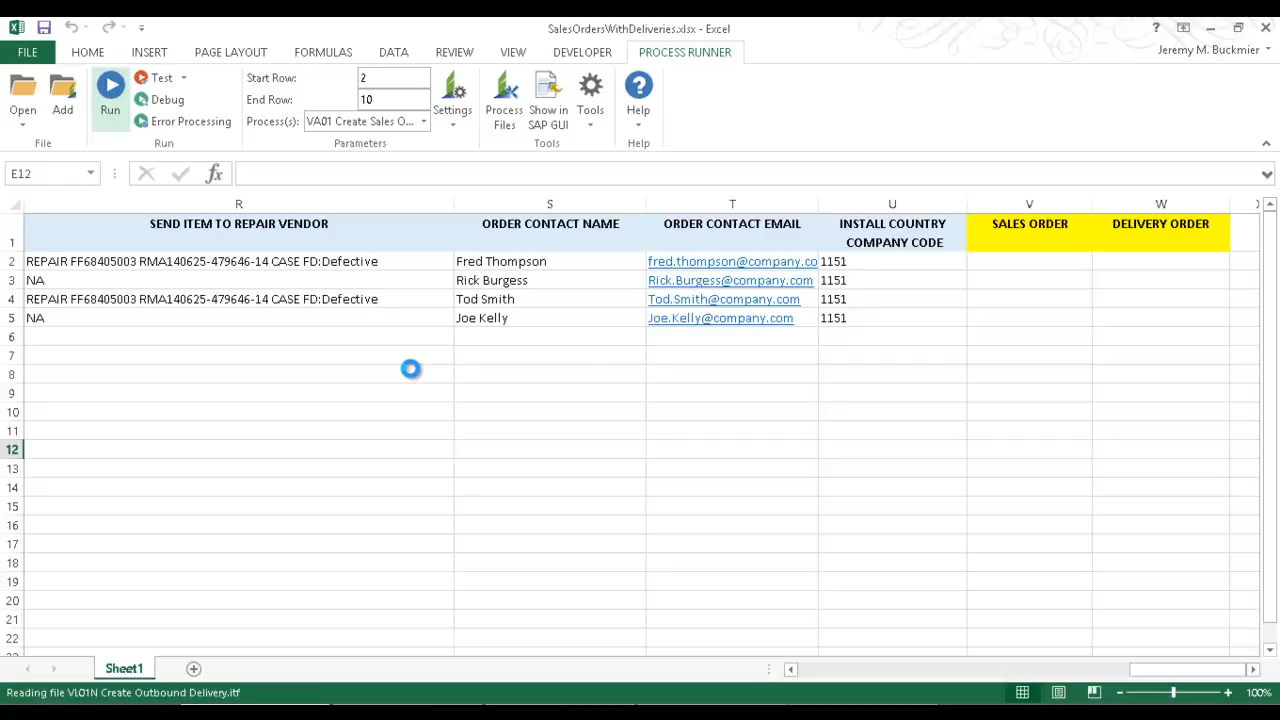 SalesOrdersWithDeliveries.xlsx - Excel
FILE HOME INSERT PAGE LAYOUT FORMULAS DATA REVIEW VIEW DEVELOPER PROCESS RUNNER
Jeremy M. Buckmier
Open
Add
Run
Test
Debug
Error Processing
Start Row: 2
End Row: 10
Process(s): VA01 Create Sales O...
Settings
Process Files
Show in SAP GUI
Tools
Help
File Run Parameters Tools Help
E12
fx
R S T U V W
1 SEND ITEM TO REPAIR VENDOR ORDER CONTACT NAME ORDER CONTACT EMAIL INSTALL COUNTRY COMPANY CODE SALES ORDER DELIVERY ORDER
2 REPAIR FF68405003 RMA140625-479646-14 CASE FD:Defective Fred Thompson fred.thompson@company.co 1151
3 NA Rick Burgess Rick.Burgess@company.com 1151
4 REPAIR FF68405003 RMA140625-479646-14 CASE FD:Defective Tod Smith Tod.Smith@company.com 1151
5 NA Joe Kelly Joe.Kelly@company.com 1151
6
7
8
9
10
11
12
13
14
15
16
17
18
19
20
21
22
Sheet1
Reading file VL01N Create Outbound Delivery.itf
100%